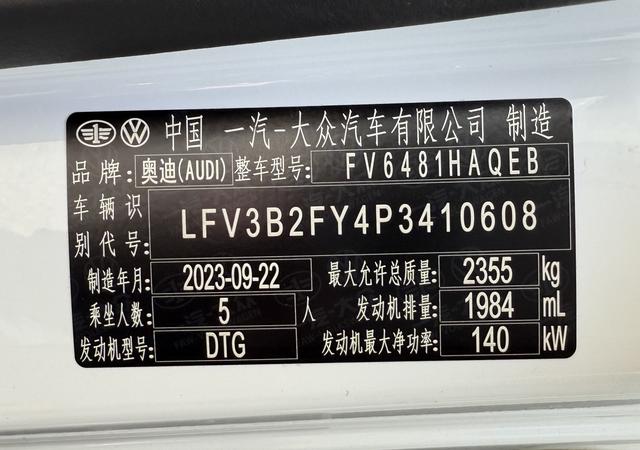 中国 一汽-大众汽车有限公司 制造
品牌: 奥迪(AUDI) 整车型号: FV6481HAQEB
车辆识别代号: LFV3B2FY4P3410608
制造年月: 2023-09-22 最大允许总质量: 2355 kg
乘坐人数: 5 人 发动机排量: 1984 mL
发动机型号: DTG 发动机最大净功率: 140 kW